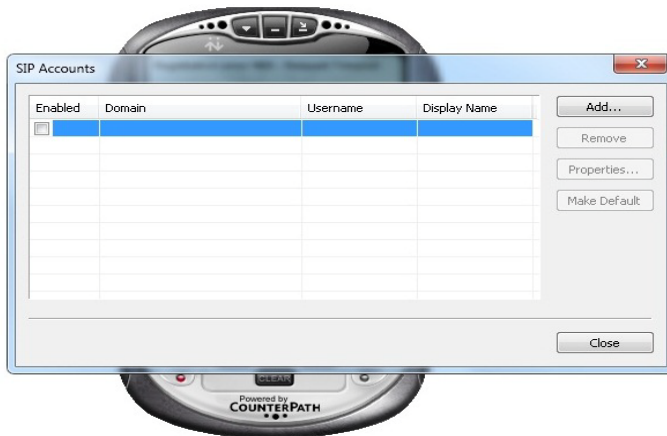 SIP Accounts
Enabled Domain Username Display Name
Add...
Remove
Properties...
Make Default
Close
CLEAR
Powered by
COUNTERPATH